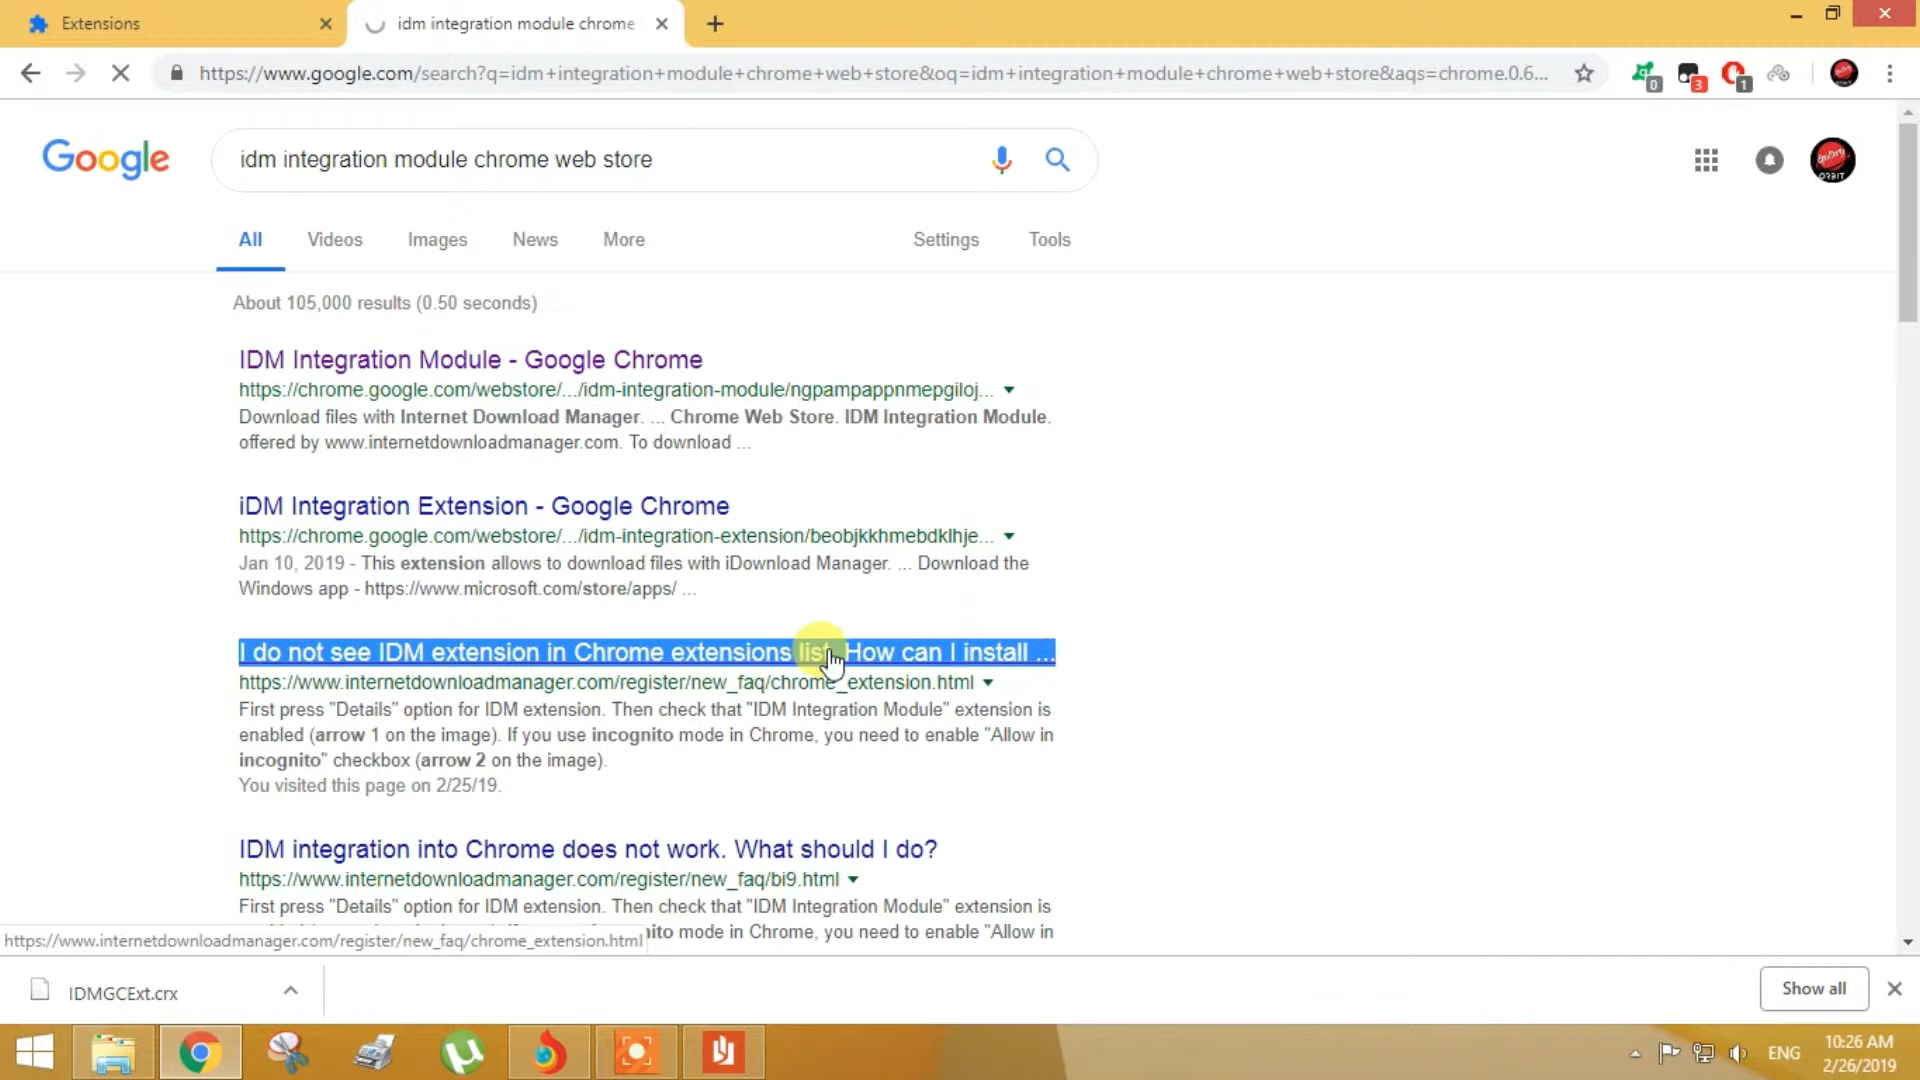 Extensions
idm integration module chrome
https://www.google.com/search?q=idm+integration+module+chrome+web+store&oq=idm+integration+module+chrome+web+store&aqs=chrome.0.6...
0
3
1
Google
idm integration module chrome web store
ORBIT
All Videos Images News More Settings Tools
About 105,000 results (0.50 seconds)
IDM Integration Module - Google Chrome
https://chrome.google.com/webstore/.../idm-integration-module/ngpampappnmepgiloj...
Download files with Internet Download Manager. ... Chrome Web Store. IDM Integration Module.
offered by www.internetdownloadmanager.com. To download ...
iDM Integration Extension - Google Chrome
https://chrome.google.com/webstore/.../idm-integration-extension/beobjkkhmebdklhje...
Jan 10, 2019 - This extension allows to download files with iDownload Manager. ... Download the
Windows app - https://www.microsoft.com/store/apps/ ...
I do not see IDM extension in Chrome extensions list. How can I install ...
https://www.internetdownloadmanager.com/register/new_faq/chrome_extension.html
First press "Details" option for IDM extension. Then check that "IDM Integration Module" extension is
enabled (arrow 1 on the image). If you use incognito mode in Chrome, you need to enable "Allow in
incognito" checkbox (arrow 2 on the image).
You visited this page on 2/25/19.
IDM integration into Chrome does not work. What should I do?
https://www.internetdownloadmanager.com/register/new_faq/bi9.html
First press "Details" option for IDM extension. Then check that "IDM Integration Module" extension is
mode in Chrome, you need to enable "Allow in
https://www.internetdownloadmanager.com/register/new_faq/chrome_extension.html
IDMGCExt.crx
Show all
ENG
10:26 AM
2/26/2019